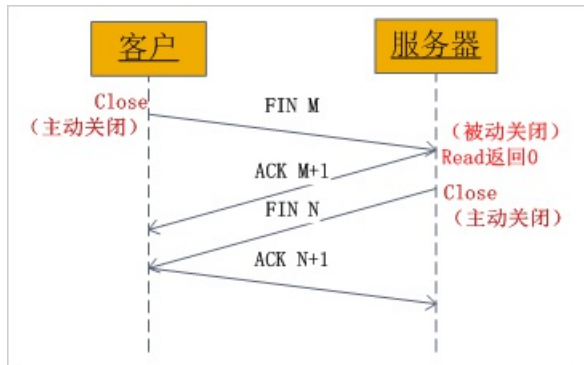 客户
服务器
Close
（主动关闭）
FIN M
（被动关闭）
Read返回0
ACK M+1
FIN N
Close
（主动关闭）
ACK N+1